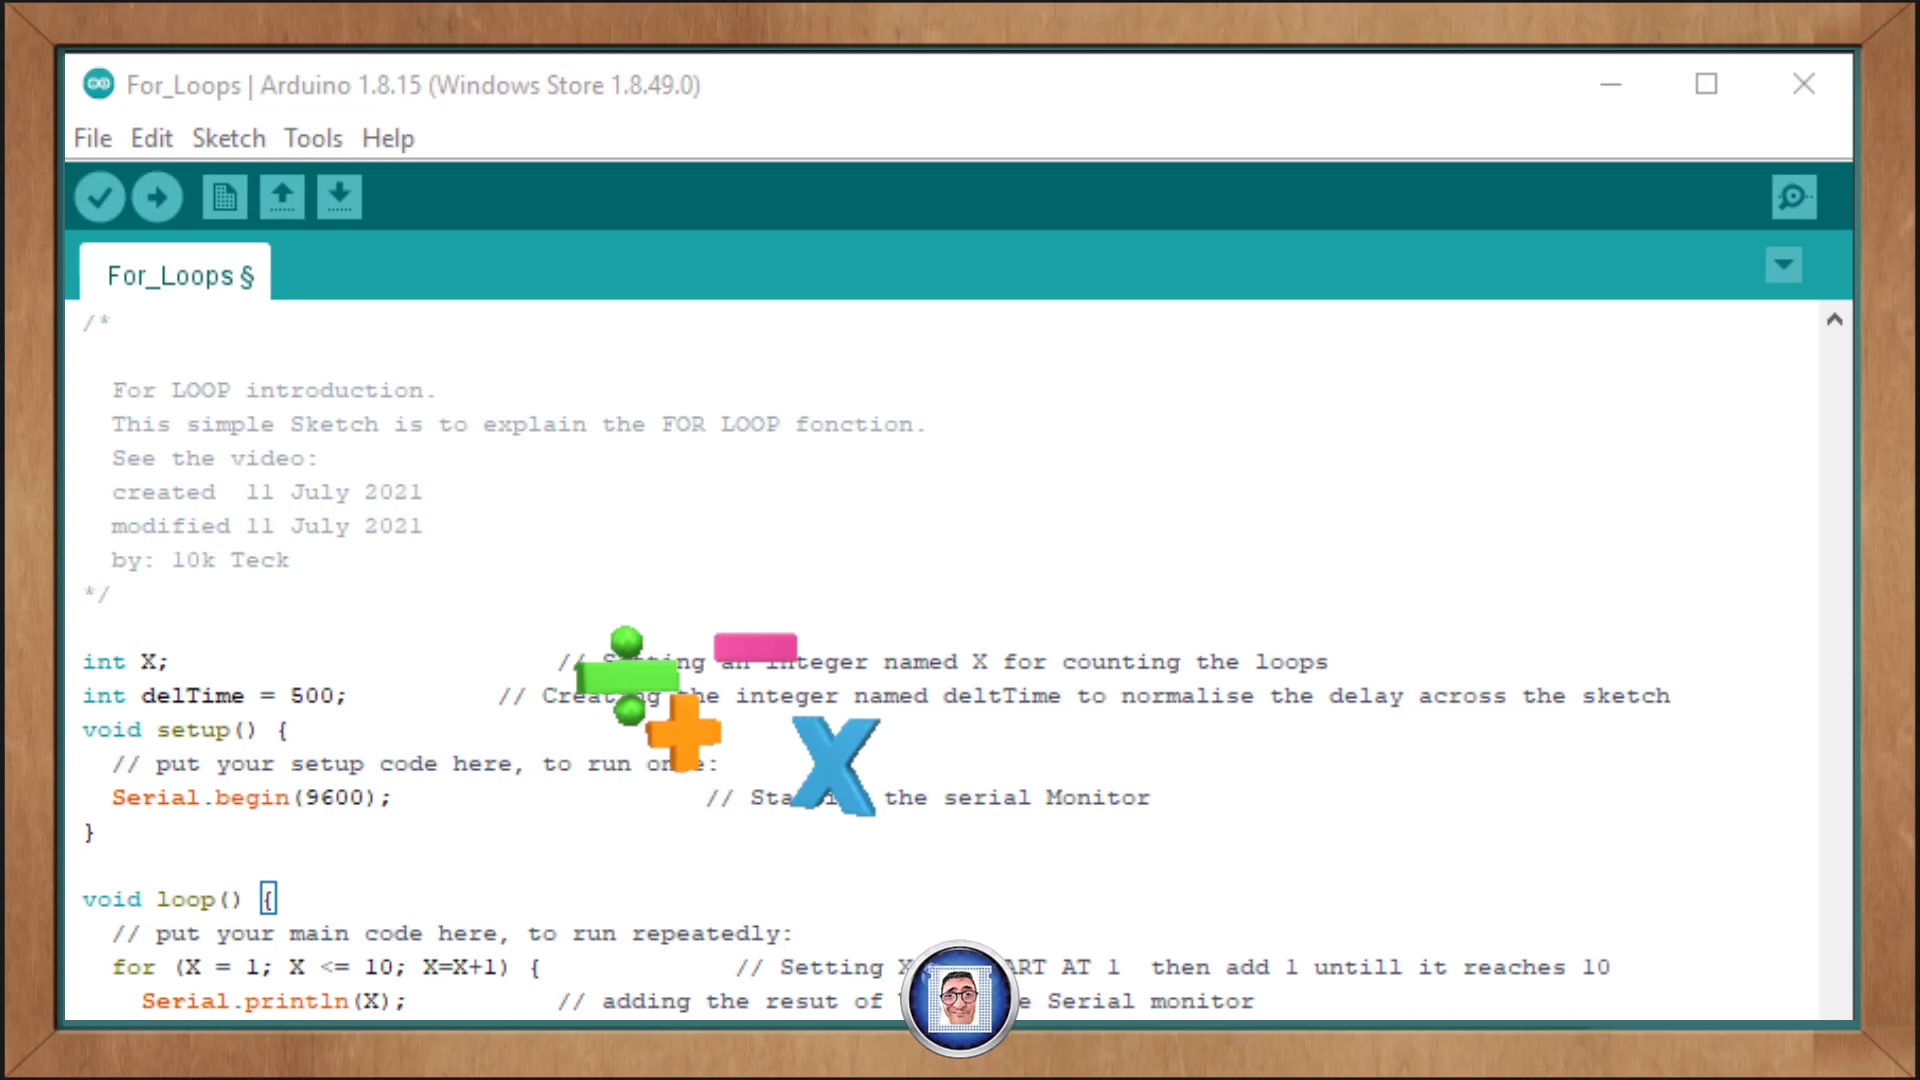 For_Loops | Arduino 1.8.15 (Windows Store 1.8.49.0)
File Edit Sketch Tools Help
For_Loops §
/*
For LOOP introduction.
This simple Sketch is to explain the FOR LOOP fonction.
See the video:
created  11 July 2021
modified 11 July 2021
by: 10k Teck
*/
int X; // an integer named X for counting the loops
int delTime = 500; // the integer named deltTime to normalise the delay across the sketch
void setup() {
// put your setup code here, to run
Serial.begin(9600); // the serial Monitor
}
void loop() {
// put your main code here, to run repeatedly:
for (X = 1; X <= 10; X=X+1) { // Setting X AT 1  then add 1 untill it reaches 10
Serial.println(X); // adding the resut of Serial monitor